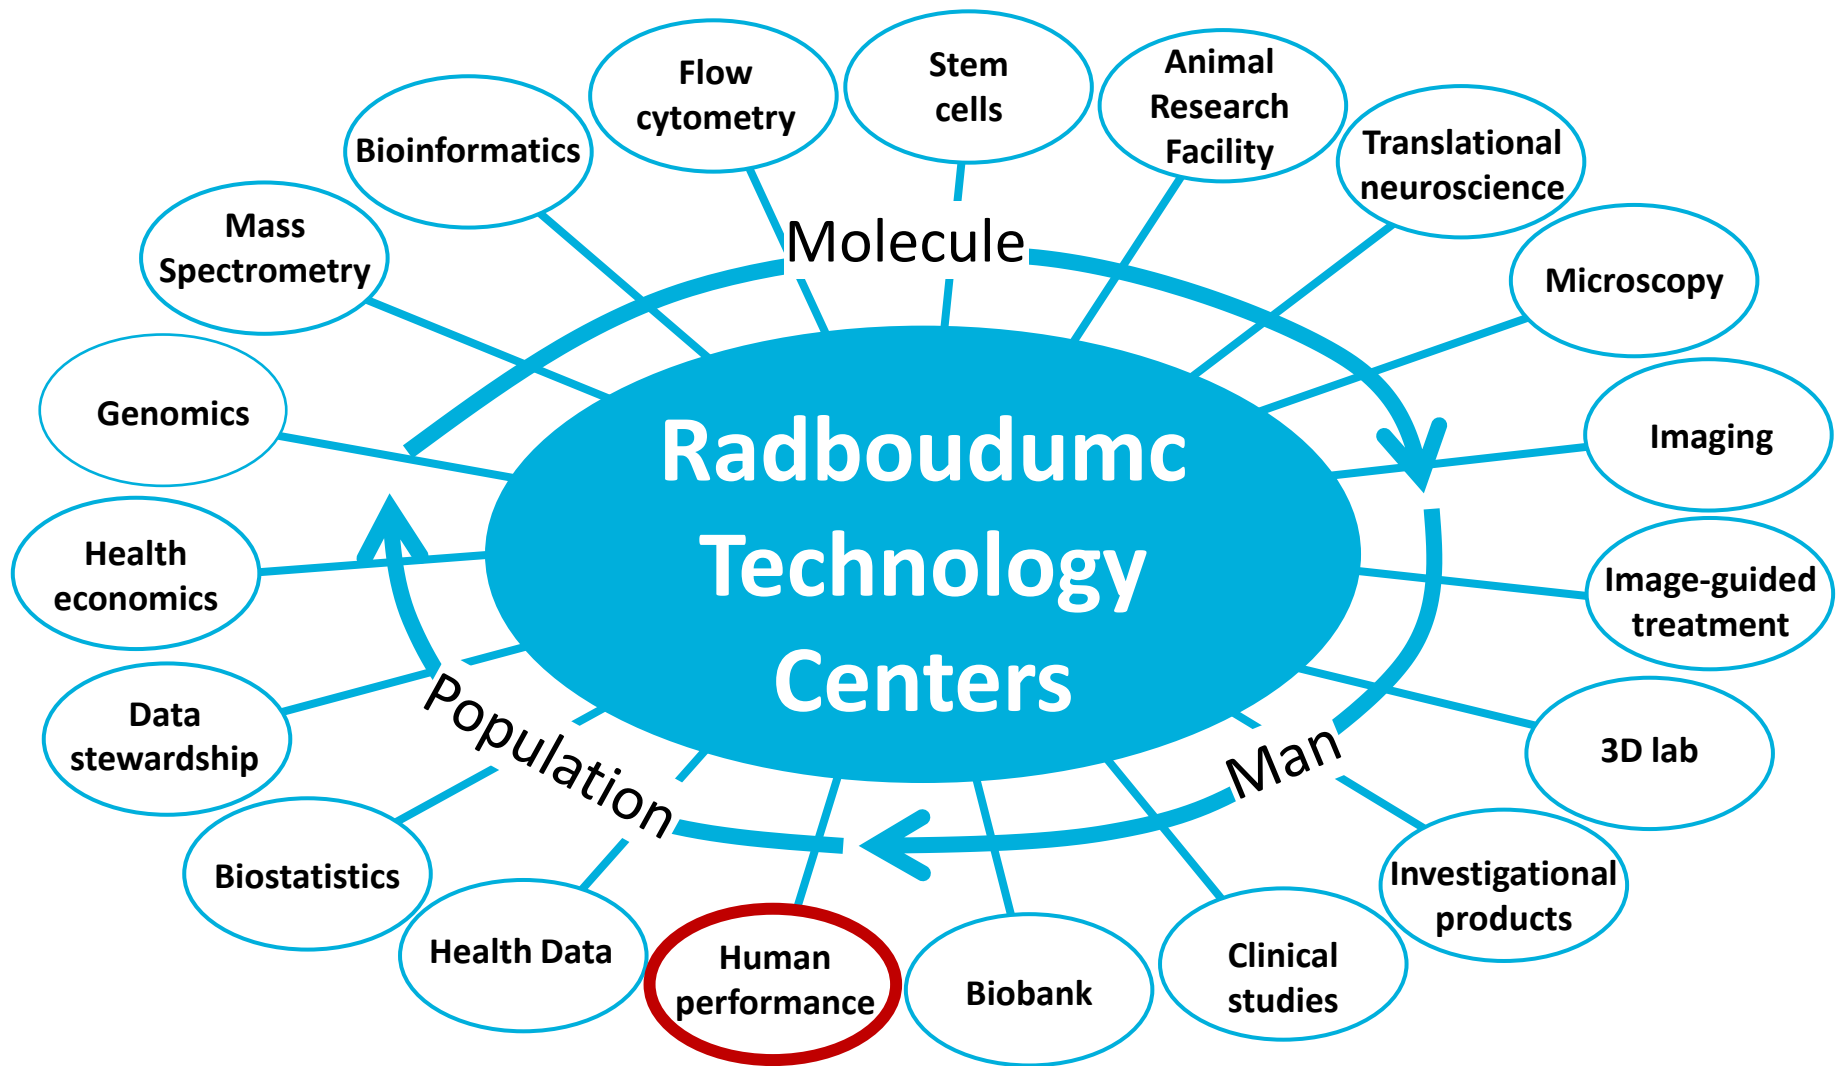 Flow
cytometry
Stem
cells
Animal
Research
Facility
Translational
neuroscience
Bioinformatics
Mass
Spectrometry
Microscopy
Molecule
Genomics
Imaging
Radboudumc
Technology
Centers
Health
economics
Image-guided
treatment
Data
stewardship
Population
Man
3D lab
Biostatistics
Investigational
products
Health Data
Human
performance
Biobank
Clinical
studies